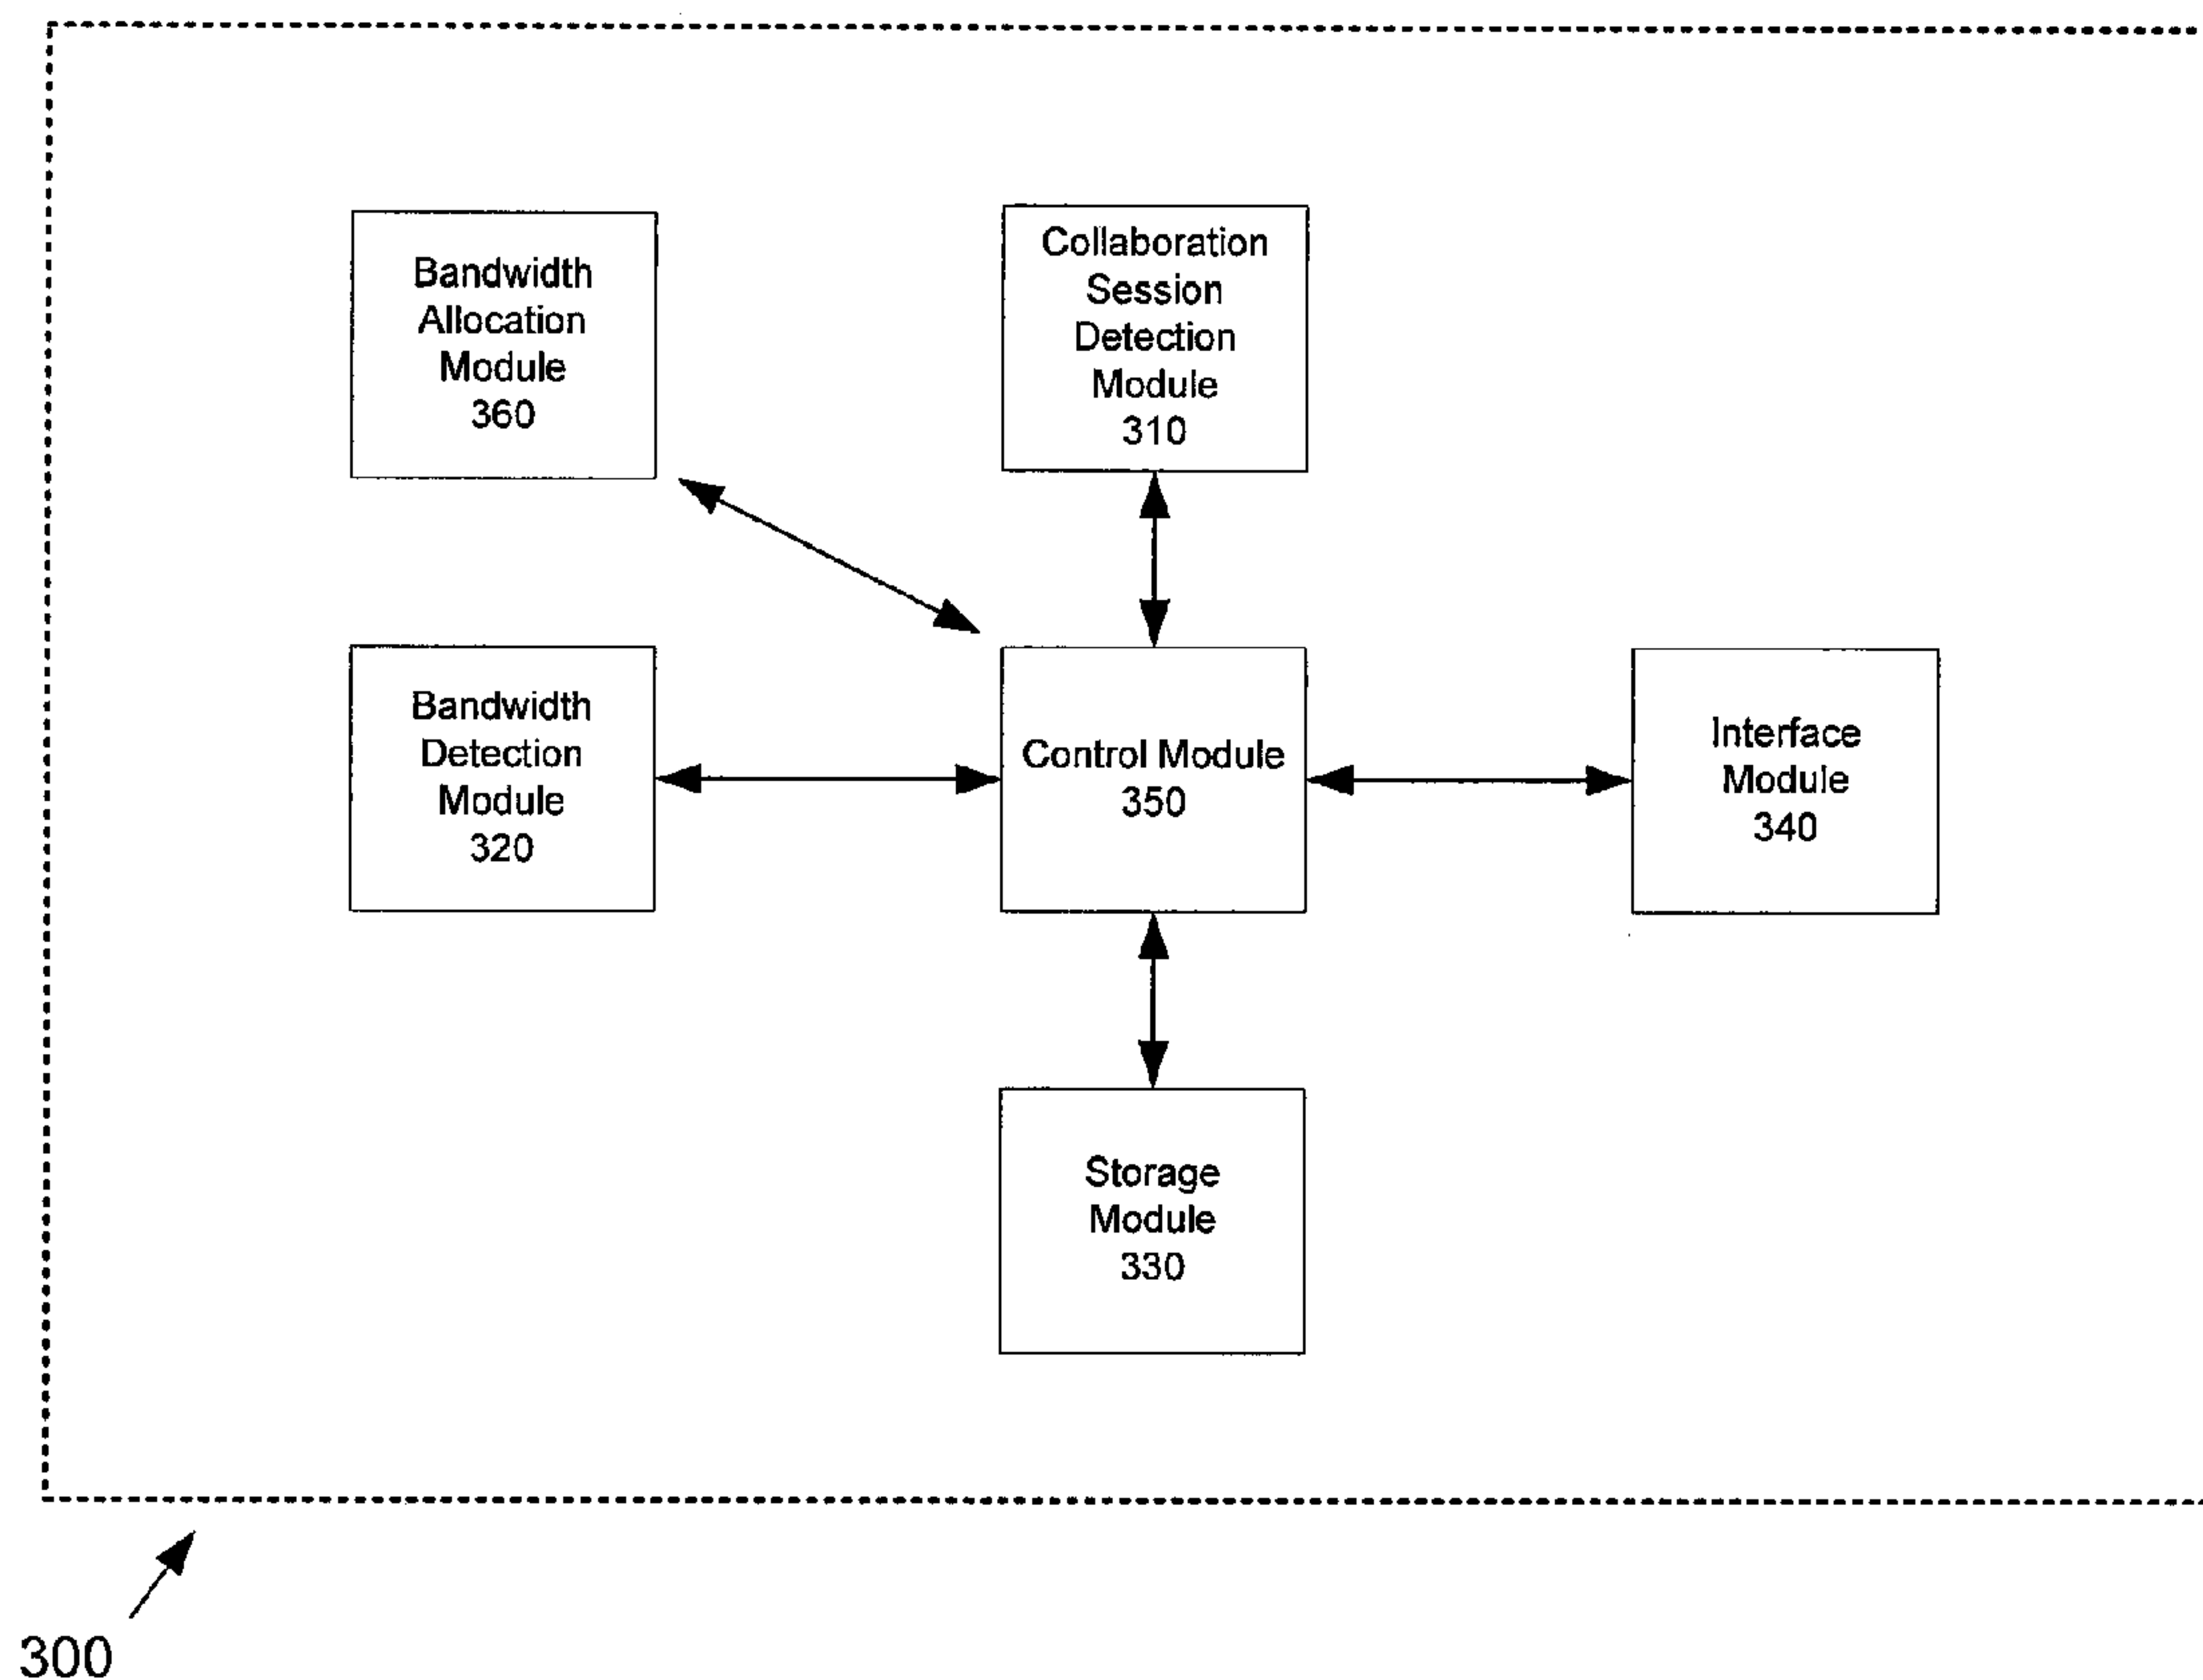 Bandwidth
Allocation
Module
360
Collaboration
Session
Detection
Module
310
Bandwidth
Detection
Module
320
Control Module
350
Interface
Module
340
Storage
Module
330
300